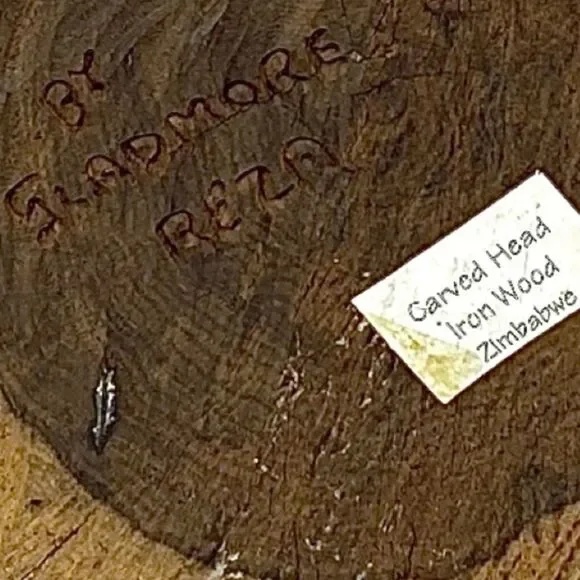 BY
GLADMORE
REZA
Carved Head
Iron Wood
ZImbabwe